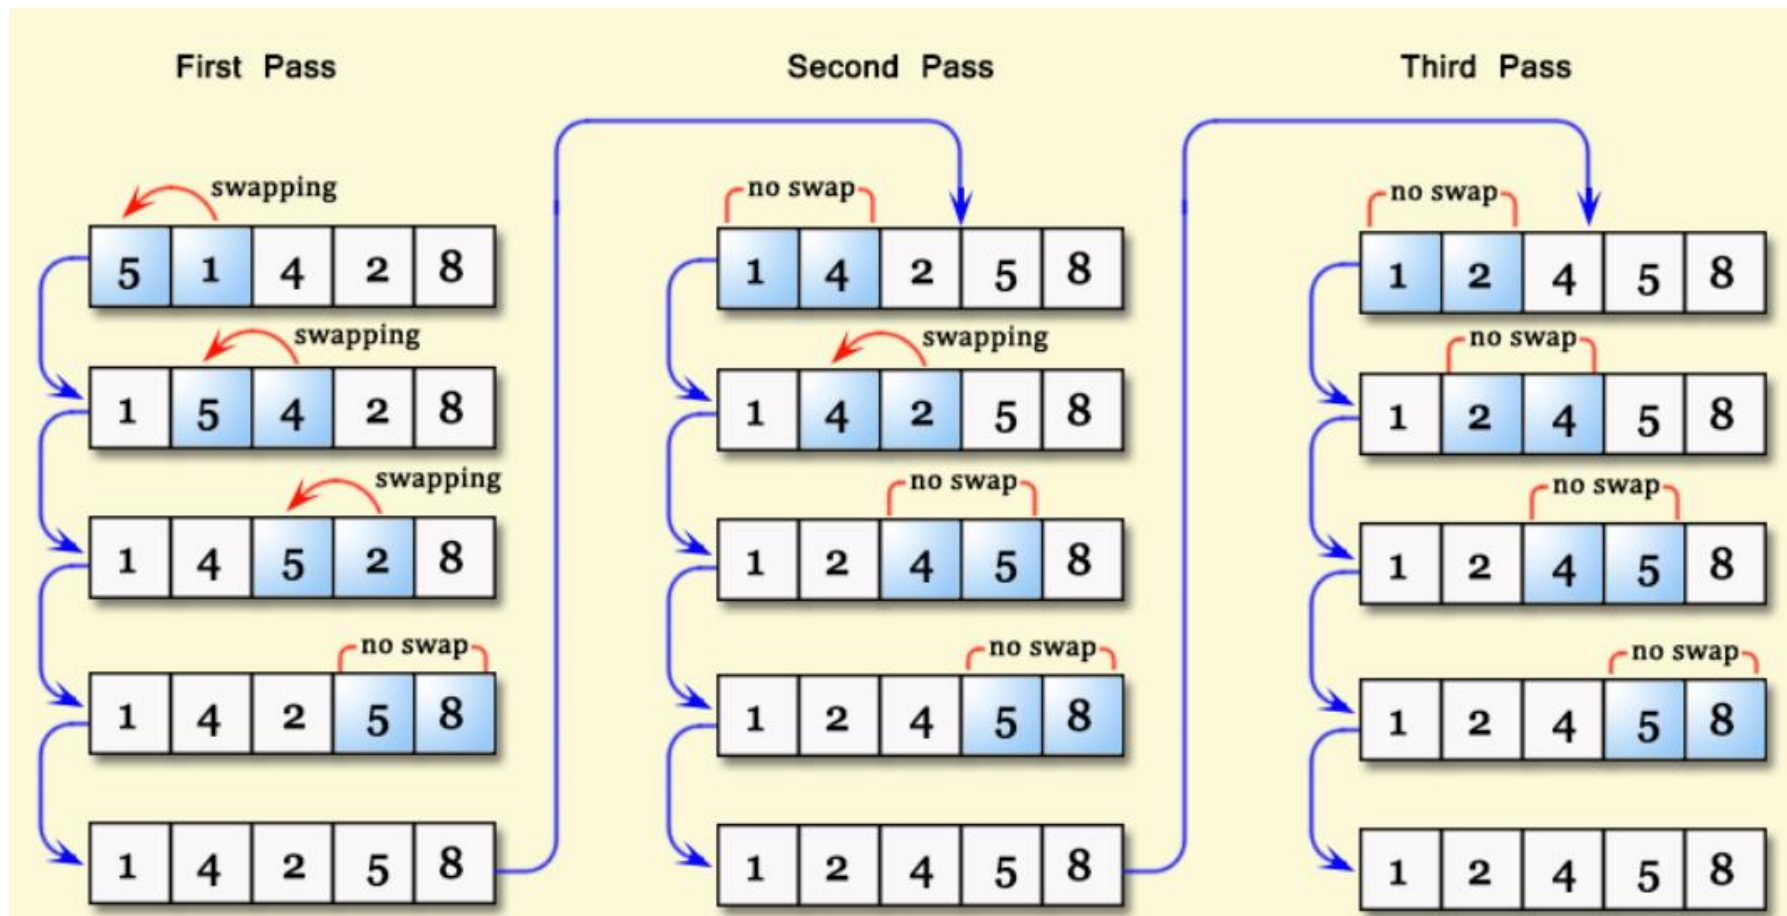 First Pass
swapping
5 1 4 2 8
swapping
1 5 4 2 8
swapping
1 4 5 2 8
no swap
1 4 2 5 8
1 4 2 5 8
Second Pass
no swap
1 4 2 5 8
swapping
1 4 2 5 8
no swap
1 2 4 5 8
no swap
1 2 4 5 8
1 2 4 5 8
Third Pass
no swap
1 2 4 5 8
no swap
1 2 4 5 8
no swap
1 2 4 5 8
no swap
1 2 4 5 8
1 2 4 5 8